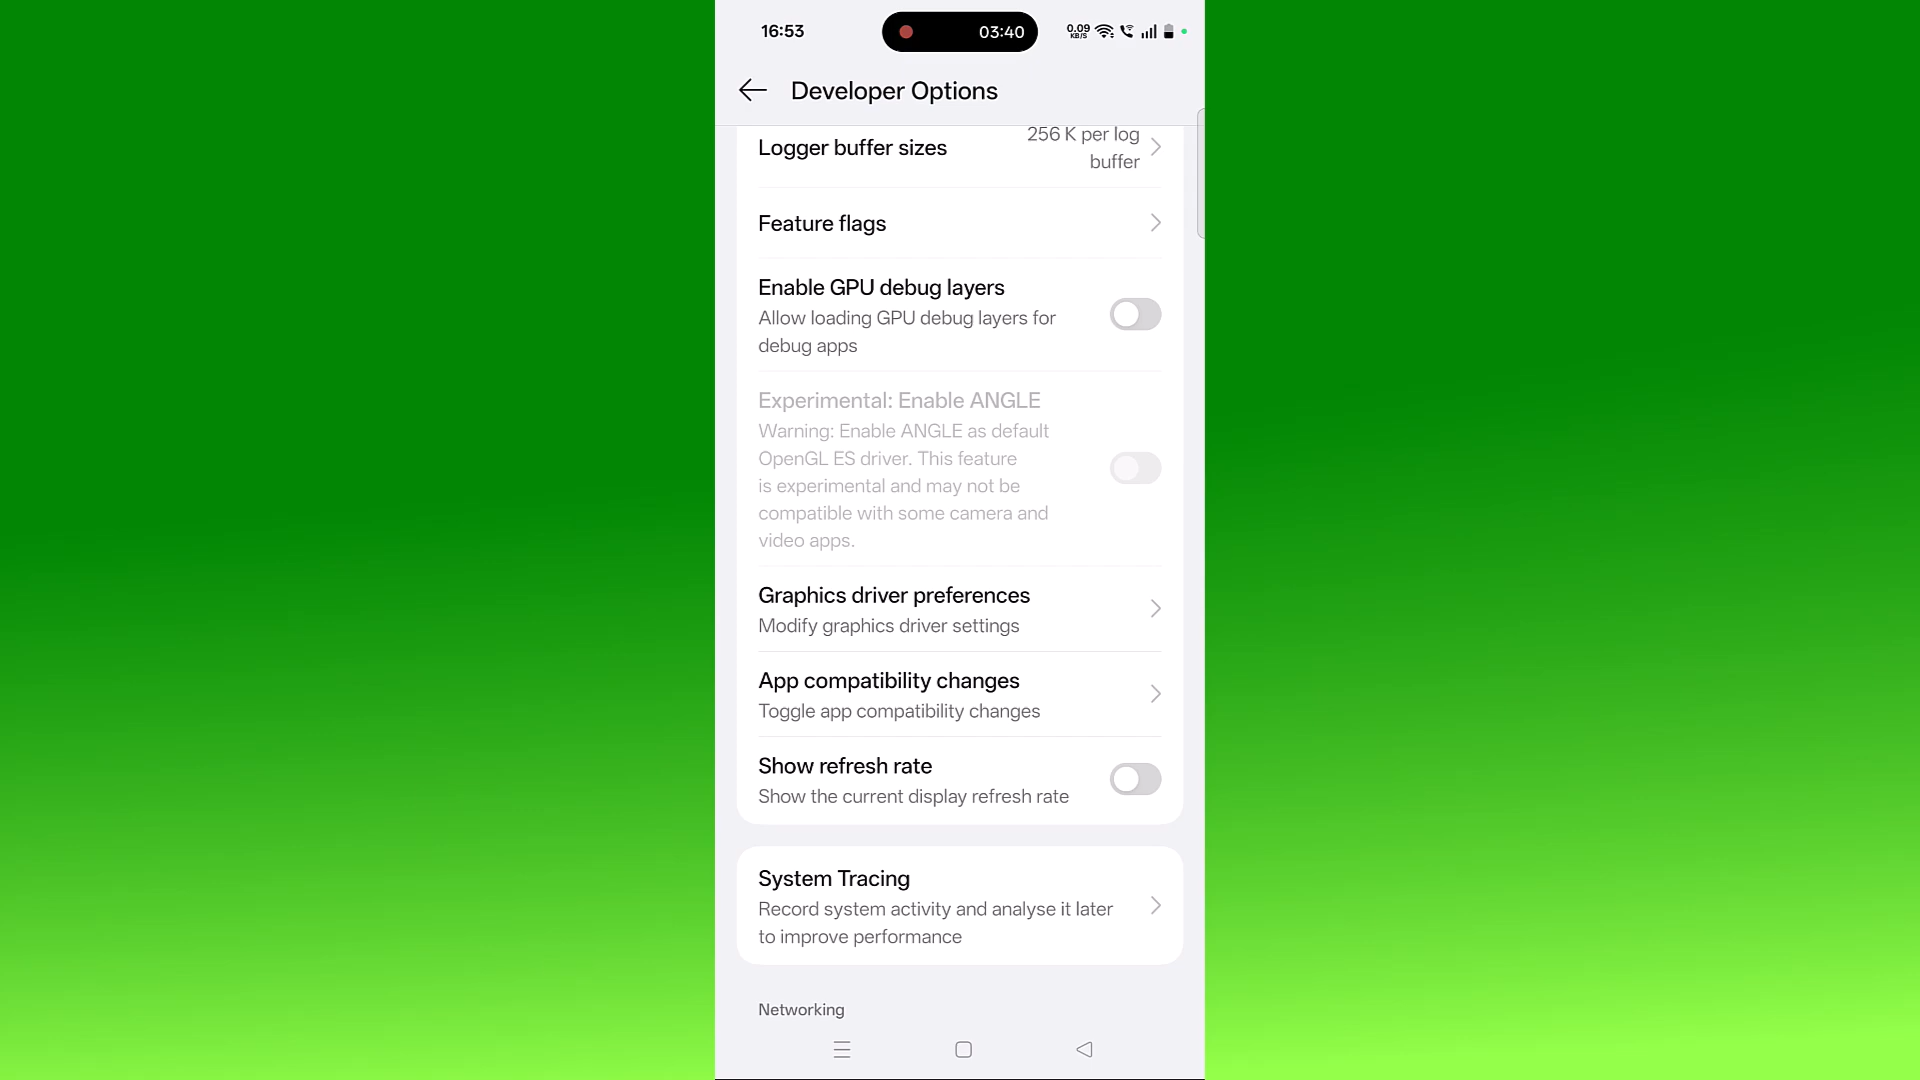 16:53
03:40
0.09
KB/S
Developer Options
Logger buffer sizes
256 K per log
buffer
Feature flags
Enable GPU debug layers
Allow loading GPU debug layers for
debug apps
Experimental: Enable ANGLE
Warning: Enable ANGLE as default
OpenGL ES driver. This feature
is experimental and may not be
compatible with some camera and
video apps.
Graphics driver preferences
Modify graphics driver settings
App compatibility changes
Toggle app compatibility changes
Show refresh rate
Show the current display refresh rate
System Tracing
Record system activity and analyse it later
to improve performance
Networking